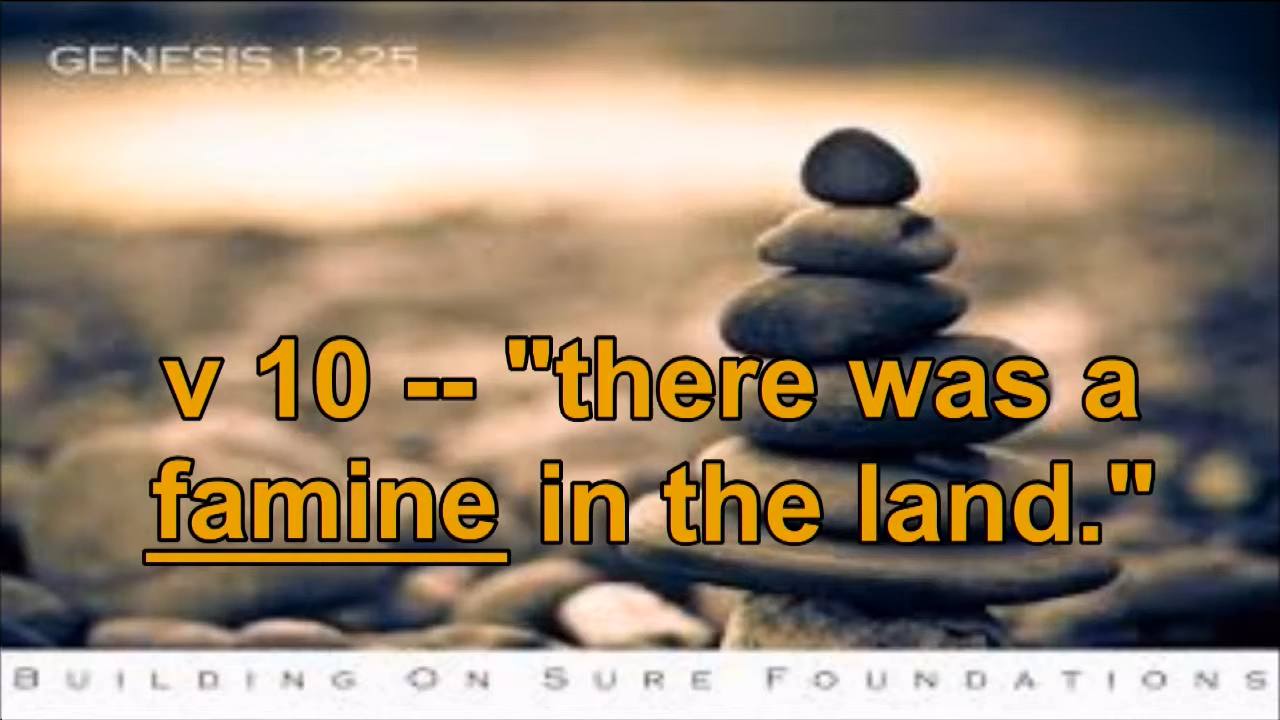 GENESIS 12-25
v 10 -- "there was a
famine in the land."
BUILDING ON SURE FOUNDATIONS